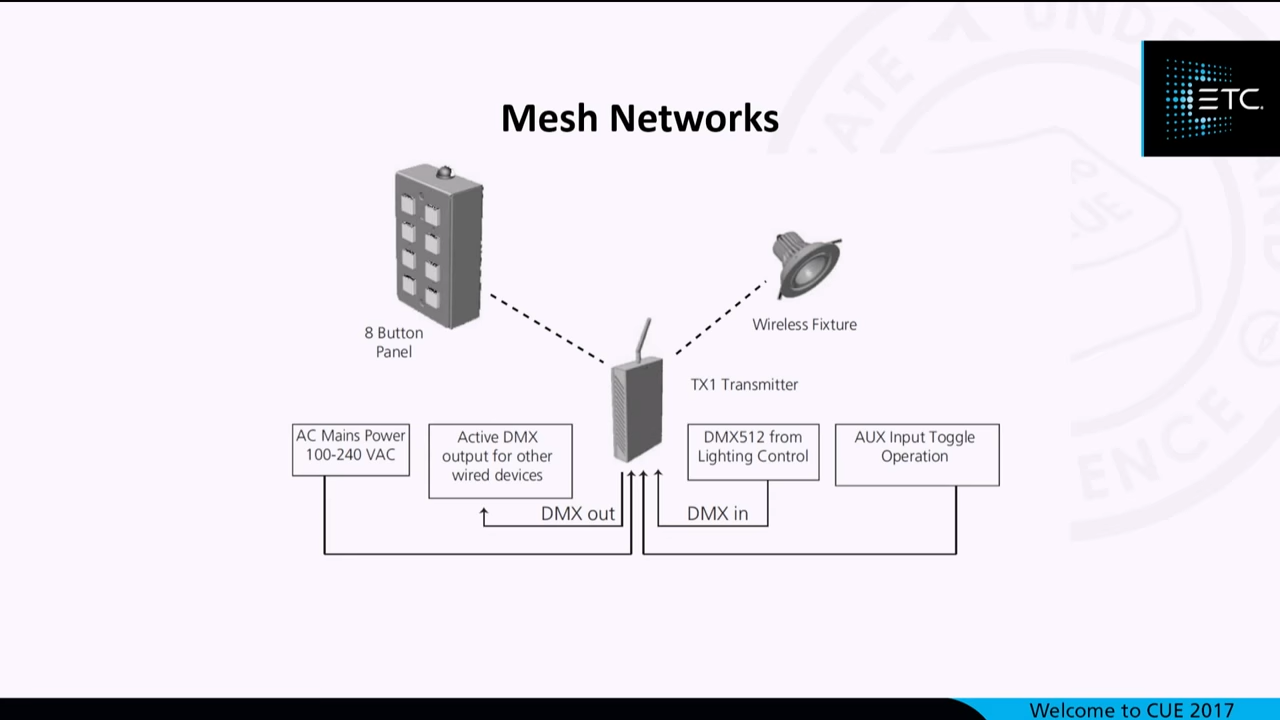 ETC.
Mesh Networks
8 Button
Panel
Wireless Fixture
TX1 Transmitter
AC Mains Power
100-240 VAC
Active DMX
output for other
wired devices
DMX512 from
Lighting Control
AUX Input Toggle
Operation
DMX out
DMX in
CUE
ENCE
Welcome to CUE 2017